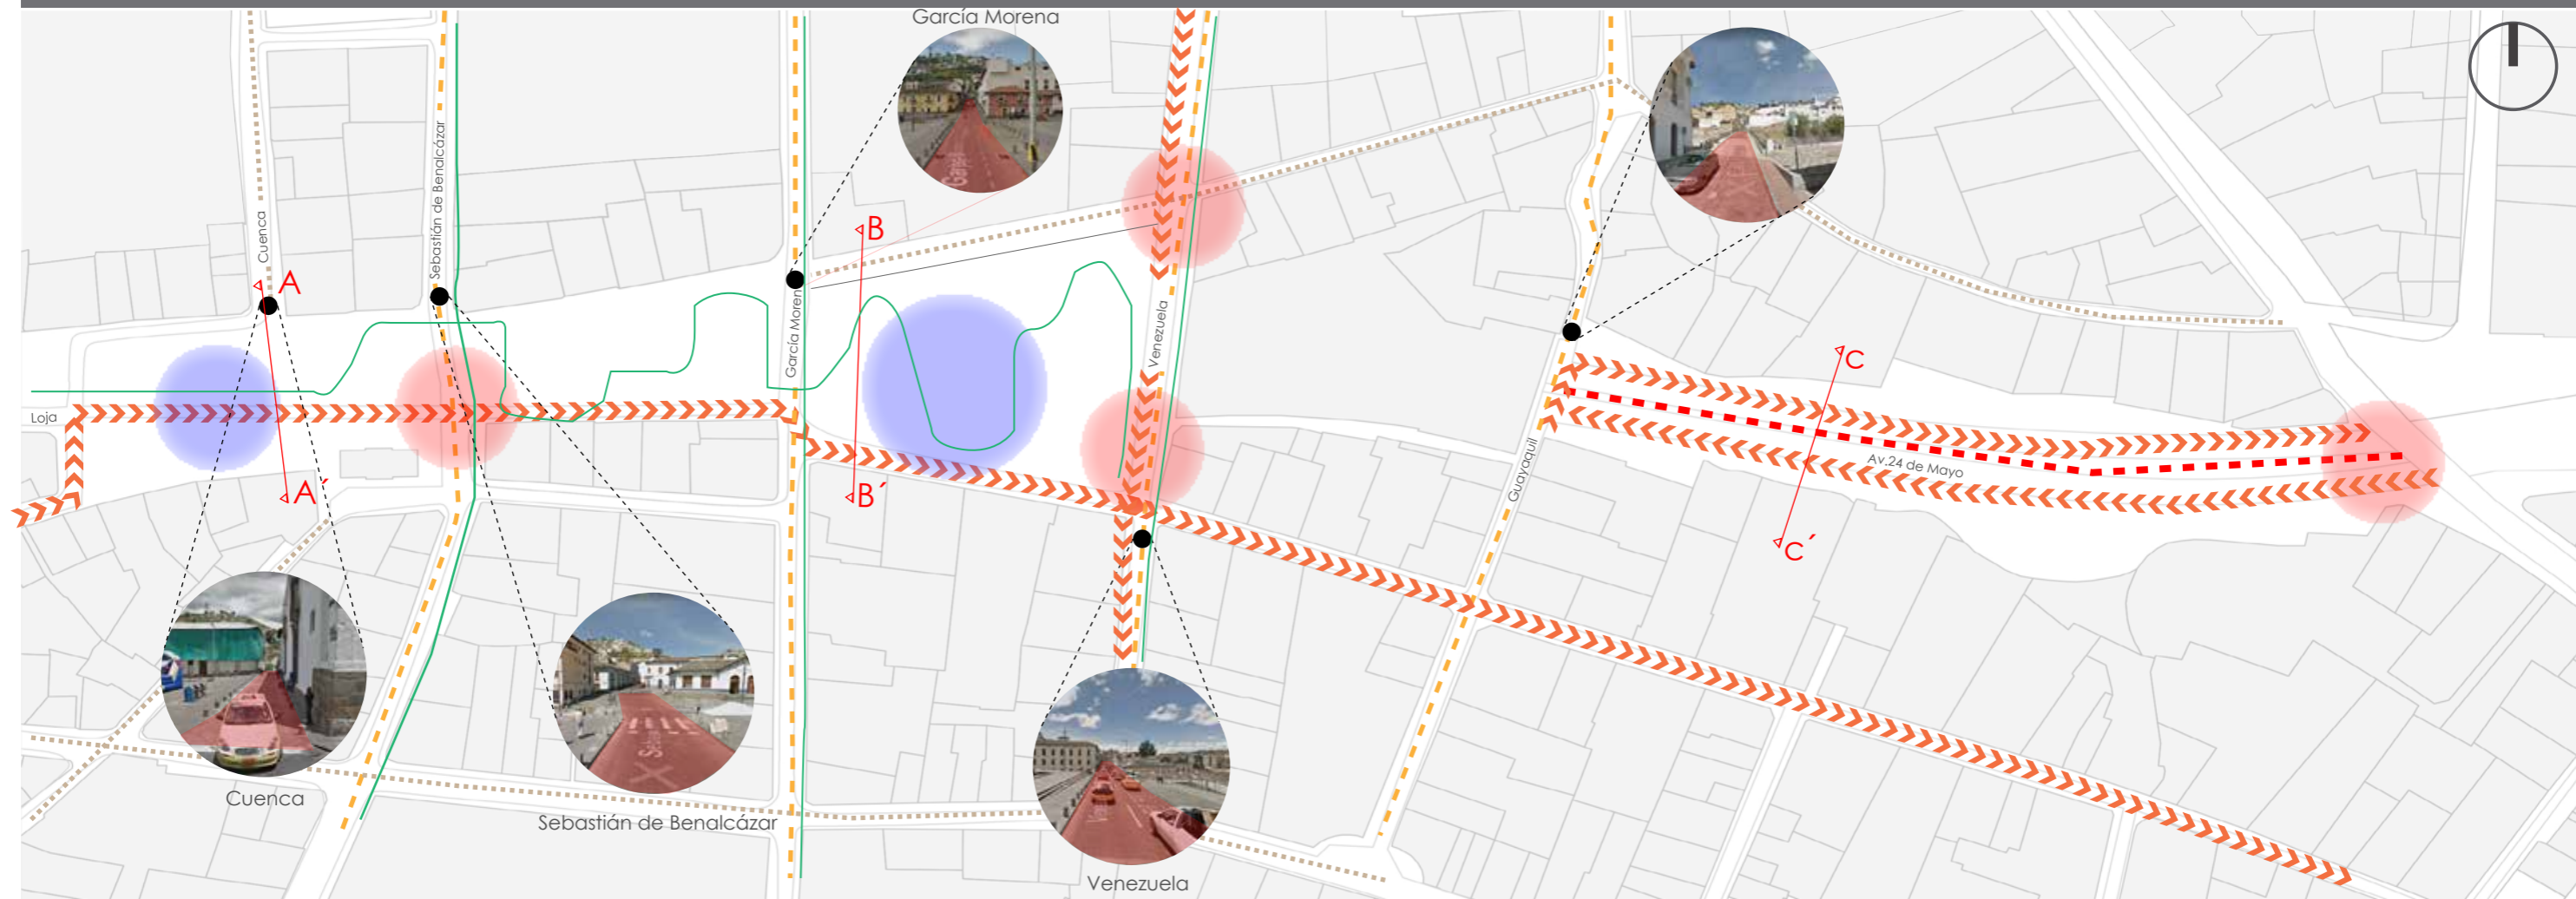 García Morena
Cuenca
Sebastián de Benalcázar
A
B
García Moren
Venezuela
C
Loja
A´
B´
Guayaquil
Av.24 de Mayo
C´
Cuenca
Sebastián de Benalcázar
Venezuela